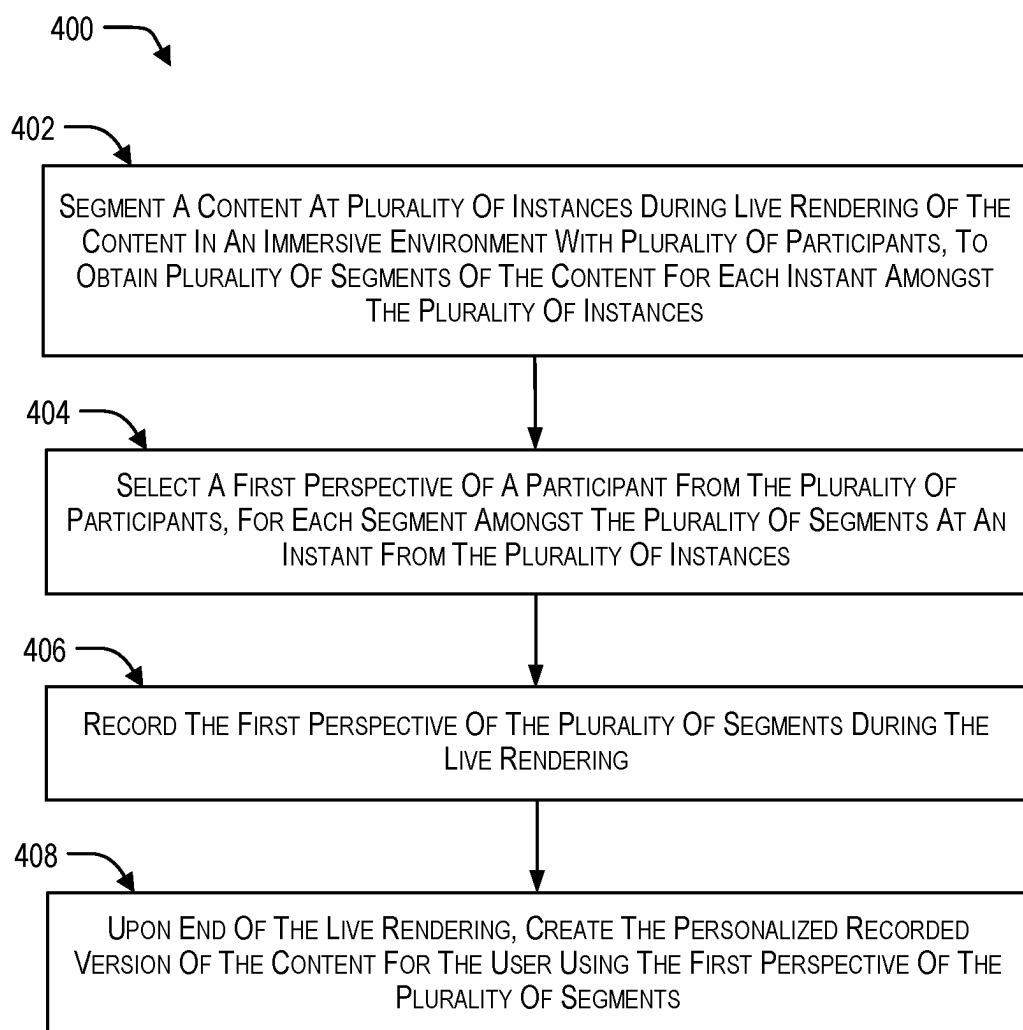 400
402
SEGMENT A CONTENT AT PLURALITY OF INSTANCES DURING LIVE RENDERING OF THE
CONTENT IN AN IMMERSIVE ENVIRONMENT WITH PLURALITY OF PARTICIPANTS, TO
OBTAIN PLURALITY OF SEGMENTS OF THE CONTENT FOR EACH INSTANT AMONGST
THE PLURALITY OF INSTANCES
404
SELECT A FIRST PERSPECTIVE OF A PARTICIPANT FROM THE PLURALITY OF
PARTICIPANTS, FOR EACH SEGMENT AMONGST THE PLURALITY OF SEGMENTS AT AN
INSTANT FROM THE PLURALITY OF INSTANCES
406
RECORD THE FIRST PERSPECTIVE OF THE PLURALITY OF SEGMENTS DURING THE
LIVE RENDERING
408
UPON END OF THE LIVE RENDERING, CREATE THE PERSONALIZED RECORDED
VERSION OF THE CONTENT FOR THE USER USING THE FIRST PERSPECTIVE OF THE
PLURALITY OF SEGMENTS